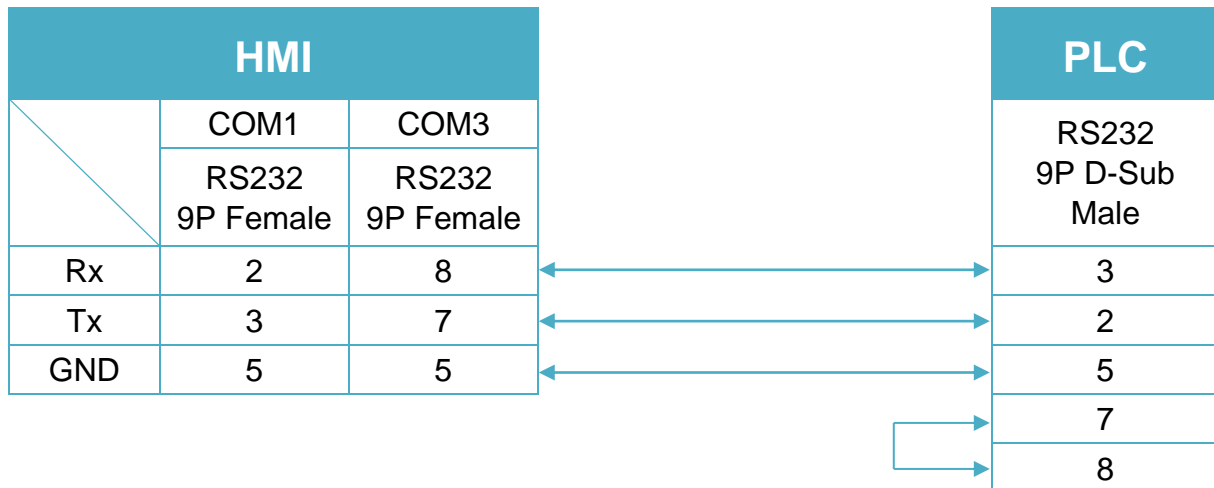 HMI
PLC
COM1 COM3
RS232
9P Female
RS232
9P Female
RS232
9P D-Sub
Male
Rx 2 8 3
Tx 3 7 2
GND 5 5 5
7
8